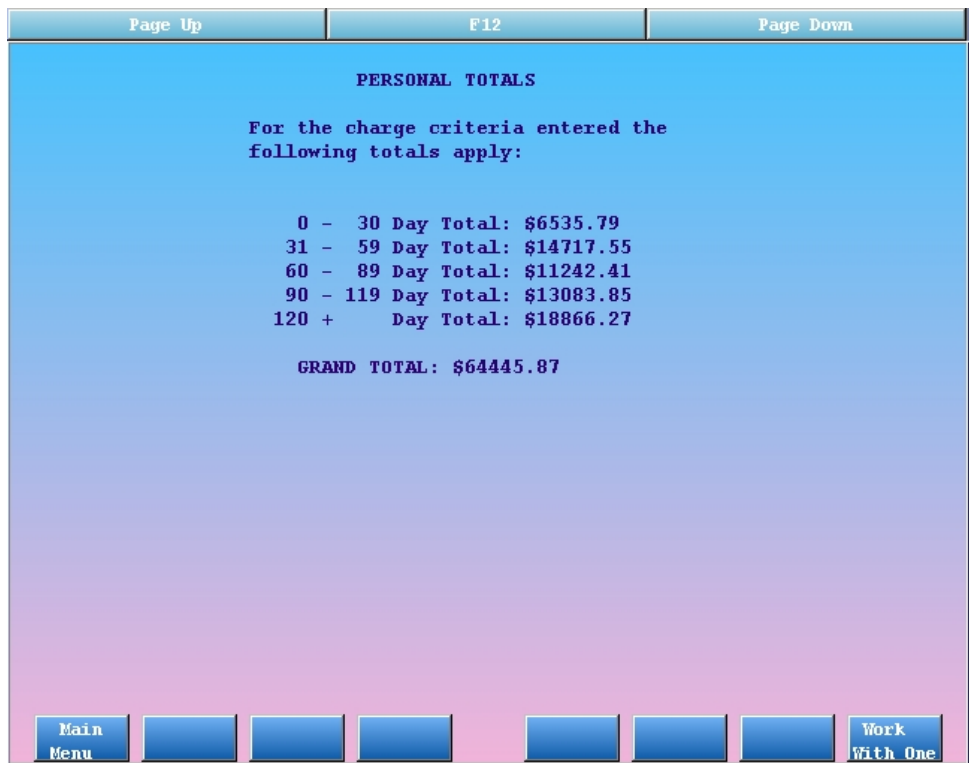 Page Up F12 Page Down
PERSONAL TOTALS
For the charge criteria entered the
following totals apply:
0 - 30 Day Total: $6535.79
31 - 59 Day Total: $14717.55
60 - 89 Day Total: $11242.41
90 - 119 Day Total: $13083.85
120 + Day Total: $18866.27
GRAND TOTAL: $64445.87
Main Work
Menu With One